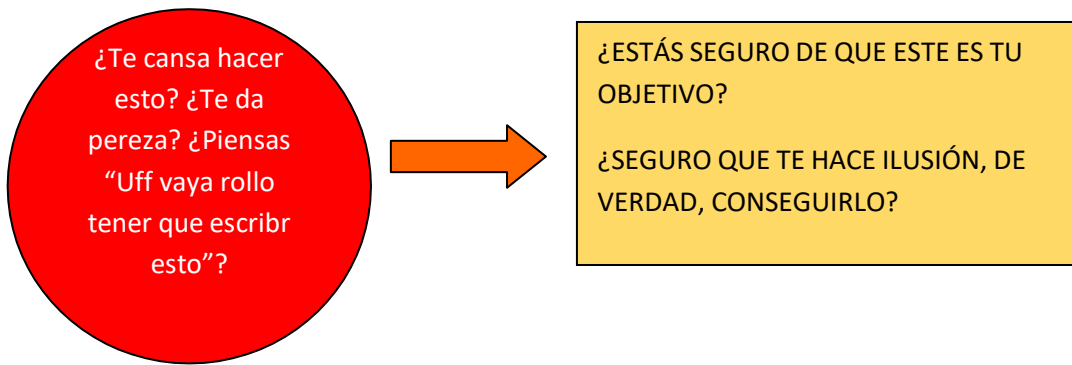 ¿Te cansa hacer
esto? ¿Te da
pereza? ¿Piensas
“Uff vaya rollo
tener que escribr
esto”?
¿ESTÁS SEGURO DE QUE ESTE ES TU
OBJETIVO?
¿SEGURO QUE TE HACE ILUSIÓN, DE
VERDAD, CONSEGUIRLO?